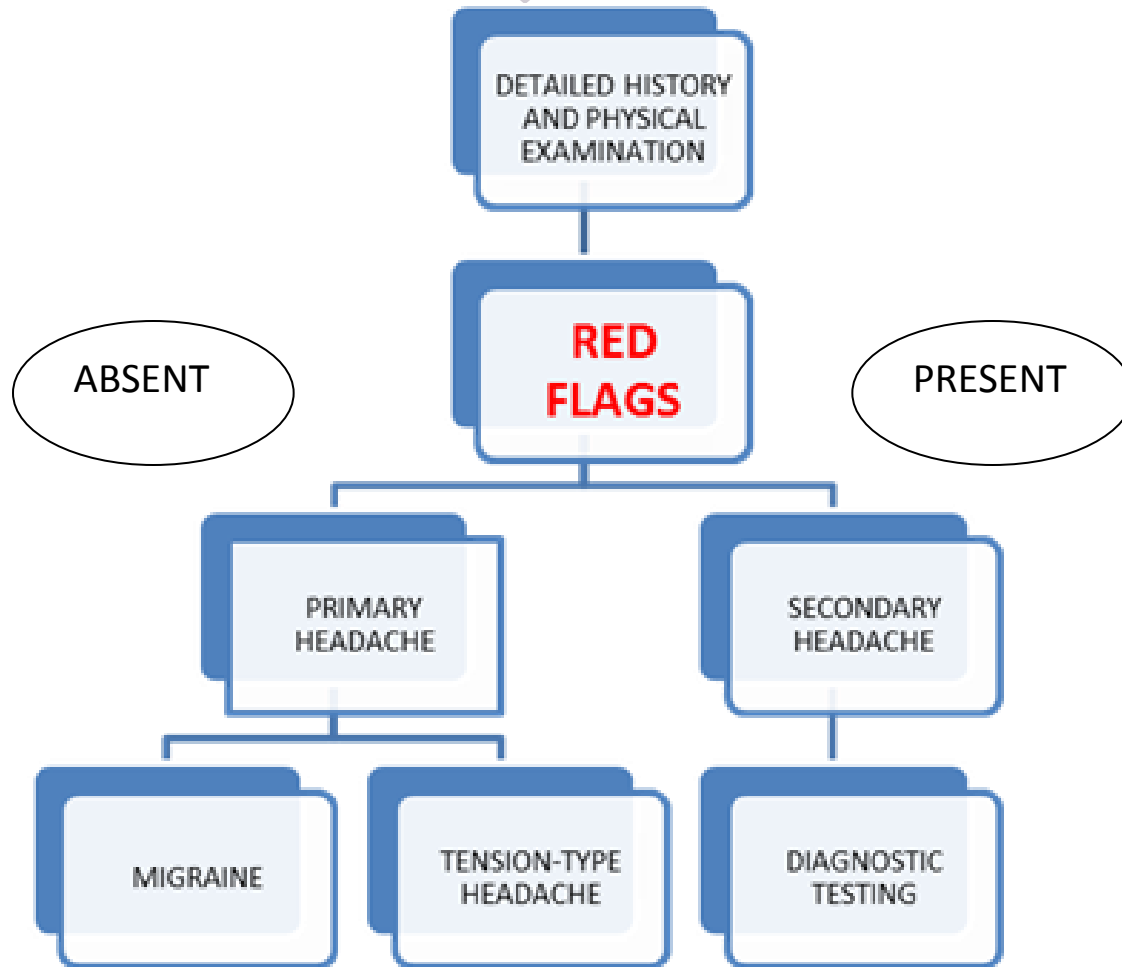 DETAILED HISTORY
AND PHYSICAL
EXAMINATION
RED
FLAGS
ABSENT
PRESENT
PRIMARY
HEADACHE
SECONDARY
HEADACHE
MIGRAINE
TENSION-TYPE
HEADACHE
DIAGNOSTIC
TESTING